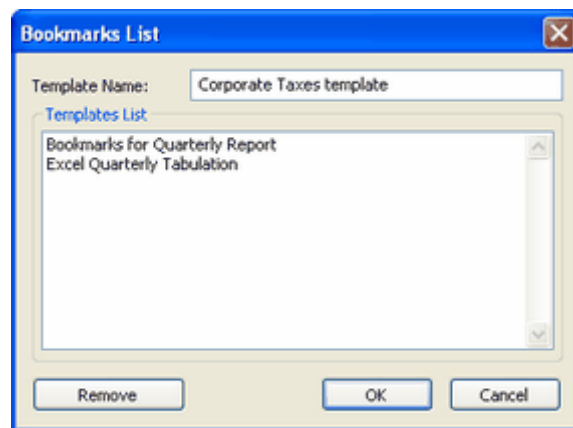 Bookmarks List
Template Name:
Corporate Taxes template
Templates List
Bookmarks for Quarterly Report
Excel Quarterly Tabulation
Remove
OK
Cancel